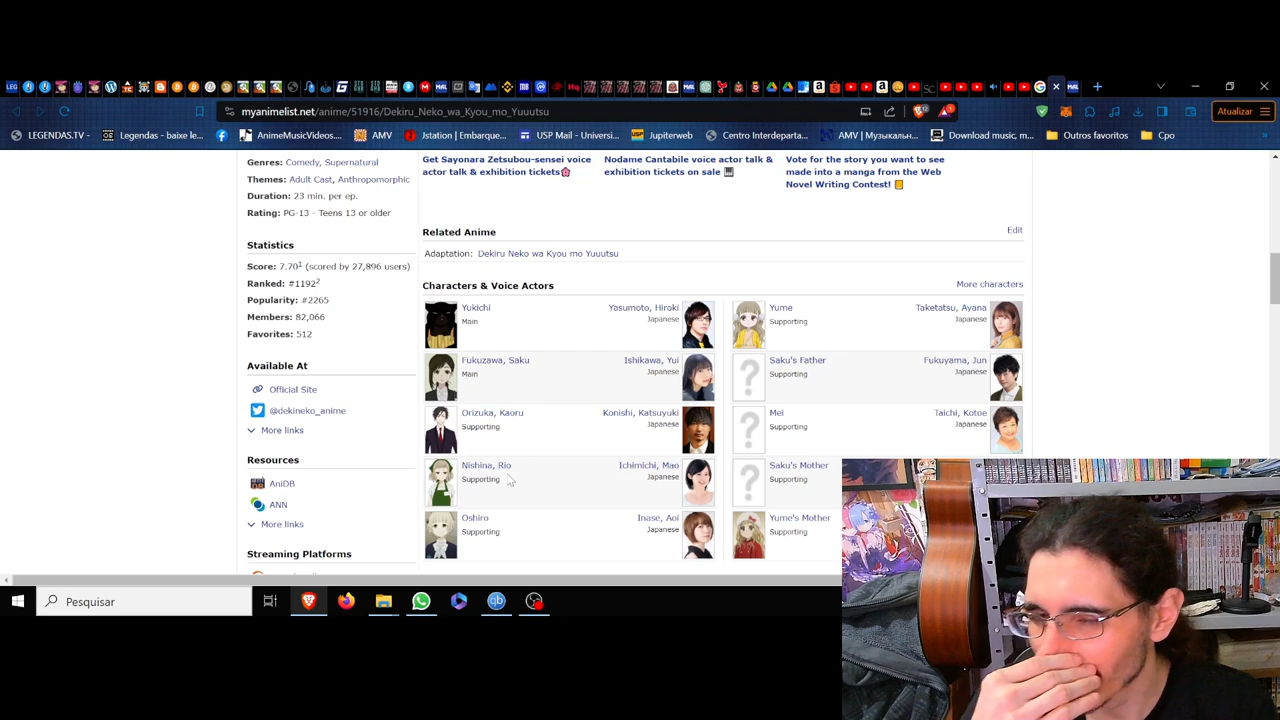 myanimelist.net/anime/51916/Dekiru_Neko_wa_Kyou_mo_Yuuutsu
Atualizar
LEGENDAS.TV -
Legendas - baixe le...
AnimeMusicVideos....
AMV
Jstation | Embarque...
USP Mail - Universi...
Jupiterweb
Centro Interdeparta...
AMV | Музыкальн...
Download music, m...
Outros favoritos
Cpo
Genres: Comedy, Supernatural
Themes: Adult Cast, Anthropomorphic
Duration: 23 min. per ep.
Rating: PG-13 - Teens 13 or older
Statistics
Score: 7.70¹ (scored by 27,896 users)
Ranked: #1192²
Popularity: #2265
Members: 82,066
Favorites: 512
Available At
Official Site
@dekineko_anime
More links
Resources
AniDB
ANN
More links
Streaming Platforms
Get Sayonara Zetsubou-sensei voice
actor talk & exhibition tickets
Nodame Cantabile voice actor talk &
exhibition tickets on sale
Vote for the story you want to see
made into a manga from the Web
Novel Writing Contest!
Related Anime
Edit
Adaptation: Dekiru Neko wa Kyou mo Yuuutsu
Characters & Voice Actors
More characters
Yukichi
Main
Yasumoto, Hiroki
Japanese
Yume
Supporting
Taketatsu, Ayana
Japanese
Fukuzawa, Saku
Main
Ishikawa, Yui
Japanese
Saku's Father
Supporting
Fukuyama, Jun
Japanese
Orizuka, Kaoru
Supporting
Konishi, Katsuyuki
Japanese
Mei
Supporting
Taichi, Kotoe
Japanese
Nishina, Rio
Supporting
Ichimichi, Mao
Japanese
Saku's Mother
Supporting
Oshiro
Supporting
Inase, Aoi
Japanese
Yume's Mother
Supporting
Pesquisar